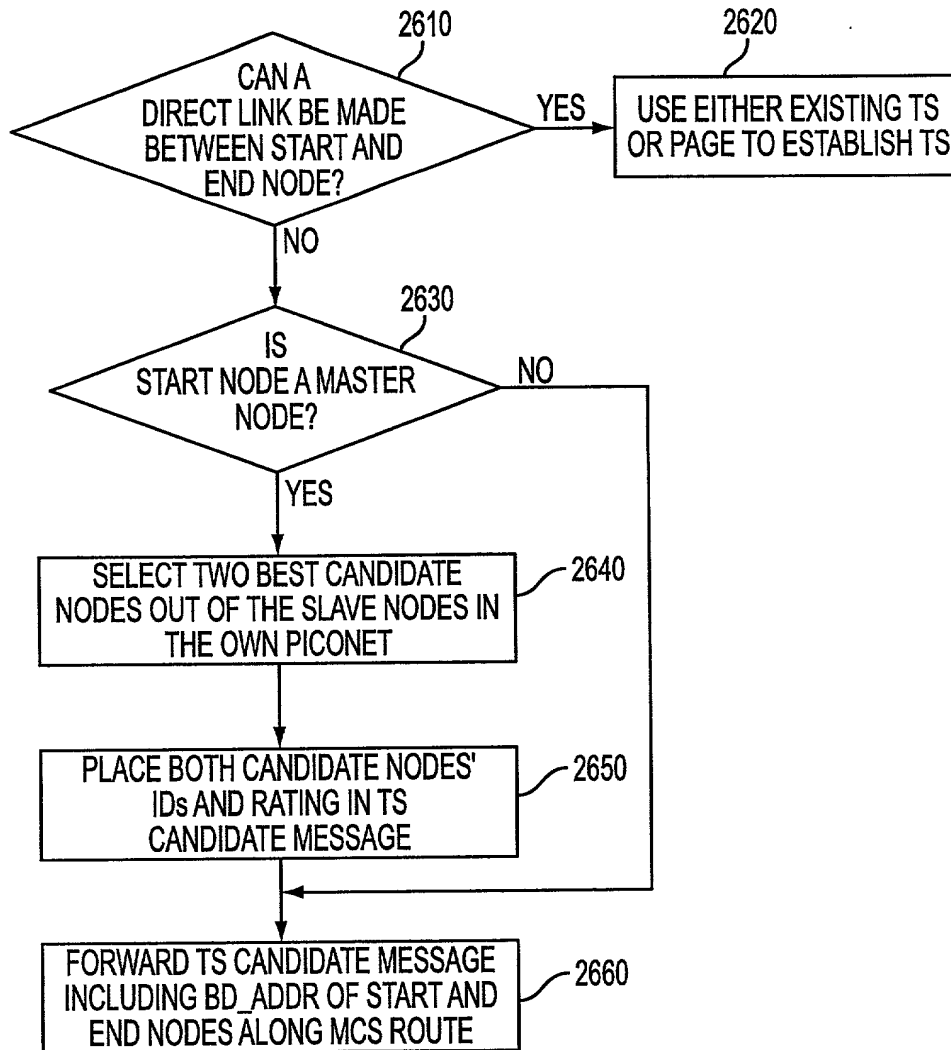 2610
CAN A
DIRECT LINK BE MADE
BETWEEN START AND
END NODE?
YES
2620
USE EITHER EXISTING TS
OR PAGE TO ESTABLISH TS
NO
2630
IS
START NODE A MASTER
NODE?
NO
YES
2640
SELECT TWO BEST CANDIDATE
NODES OUT OF THE SLAVE NODES IN
THE OWN PICONET
2650
PLACE BOTH CANDIDATE NODES'
IDs AND RATING IN TS
CANDIDATE MESSAGE
2660
FORWARD TS CANDIDATE MESSAGE
INCLUDING BD_ADDR OF START AND
END NODES ALONG MCS ROUTE